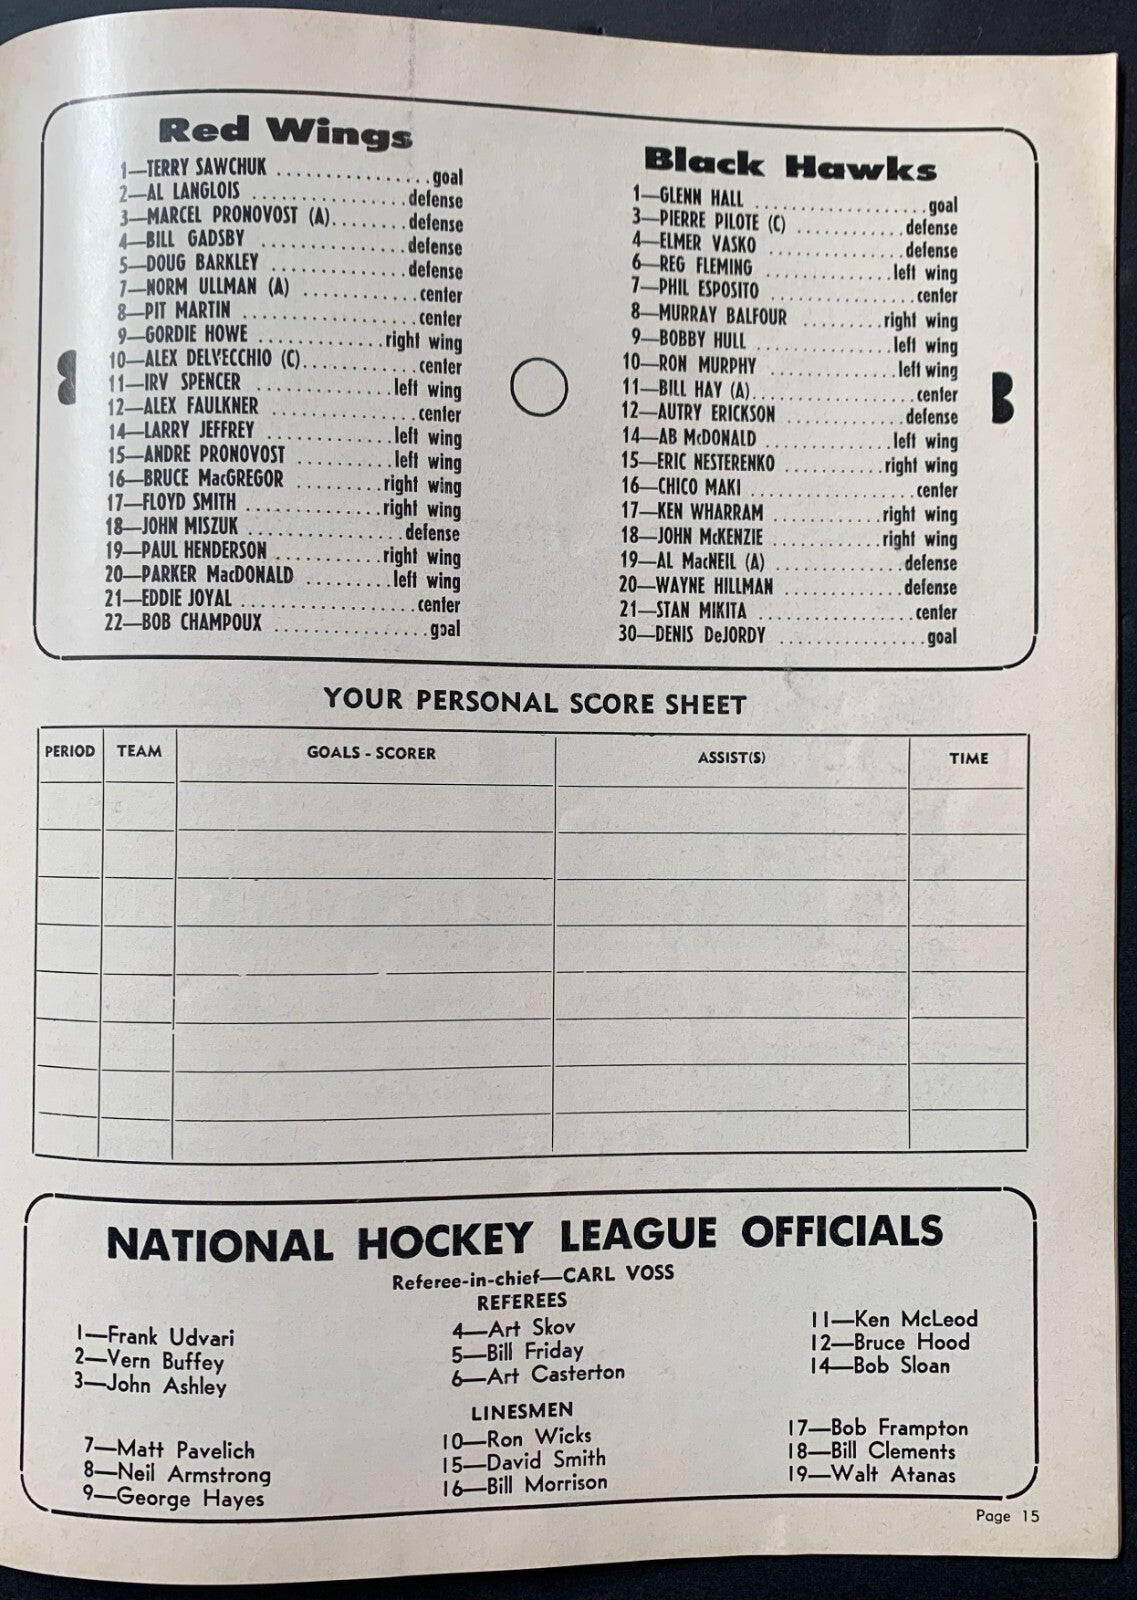 Red Wings
1—TERRY SAWCHUK ................goal
2—AL LANGLOIS ................defense
3—MARCEL PRONOVOST (A)........defense
4—BILL GADSBY ...............defense
5—DOUG BARKLEY ..............defense
7—NORM ULLMAN (A) ............center
8—PIT MARTIN ..................center
9—GORDIE HOWE .............right wing
10—ALEX DELVECCHIO (C)............center
11—IRV SPENCER ..............left wing
12—ALEX FAULKNER ...............center
14—LARRY JEFFREY .............left wing
15—ANDRE PRONOVOST ..........left wing
16—BRUCE MacGREGOR .........right wing
17—FLOYD SMITH ..............right wing
18—JOHN MISZUK ................defense
19—PAUL HENDERSON ...........right wing
20—PARKER MacDONALD .........left wing
21—EDDIE JOYAL ..................center
22—BOB CHAMPOUX ................goal
Black Hawks
1—GLENN HALL ..................goal
3—PIERRE PILOTE (C) ............defense
4—ELMER VASKO ...............defense
6—REG FLEMING .............left wing
7—PHIL ESPOSITO ...............center
8—MURRAY BALFOUR .........right wing
9—BOBBY HULL ..............left wing
10—RON MURPHY .............left wing
11—BILL HAY (A).................center
12—AUTRY ERICKSON .............defense
14—AB McDONALD .............left wing
15—ERIC NESTERENKO ..........right wing
16—CHICO MAKI .................center
17—KEN WHARRAM ...........right wing
18—JOHN McKENZIE ...........right wing
19—AL MacNEIL (A) ..............defense
20—WAYNE HILLMAN ............defense
21—STAN MIKITA ................center
30—DENIS DeJORDY ...............goal
YOUR PERSONAL SCORE SHEET
PERIOD TEAM GOALS - SCORER ASSIST(S) TIME
NATIONAL HOCKEY LEAGUE OFFICIALS
Referee-in-chief—CARL VOSS
REFEREES
1—Frank Udvari
2—Vern Buffey
3—John Ashley
4—Art Skov
5—Bill Friday
6—Art Casterton
11—Ken McLeod
12—Bruce Hood
14—Bob Sloan
LINESMEN
7—Matt Pavelich
8—Neil Armstrong
9—George Hayes
10—Ron Wicks
15—David Smith
16—Bill Morrison
17—Bob Frampton
18—Bill Clements
19—Walt Atanas
Page 15